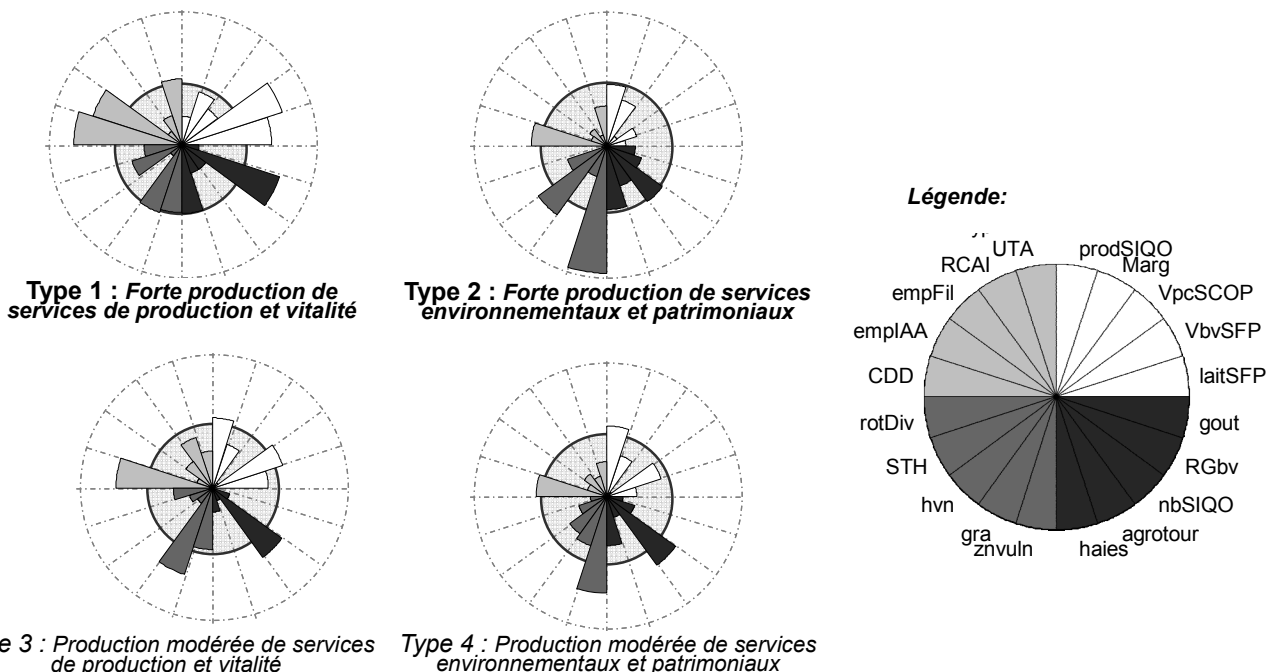 Légende:
UTA
prodSIQO
RCAI
Marg
empFil
VpcSCOP
empIAA
VbvSFP
CDD
laitSFP
rotDiv
gout
STH
RGbv
hvn
nbSIQO
gra
agrotour
znvuln
haies
Type 1 : Forte production de
services de production et vitalité
Type 2 : Forte production de services
environnementaux et patrimoniaux
e 3 : Production modérée de services
de production et vitalité
Type 4 : Production modérée de services
environnementaux et patrimoniaux